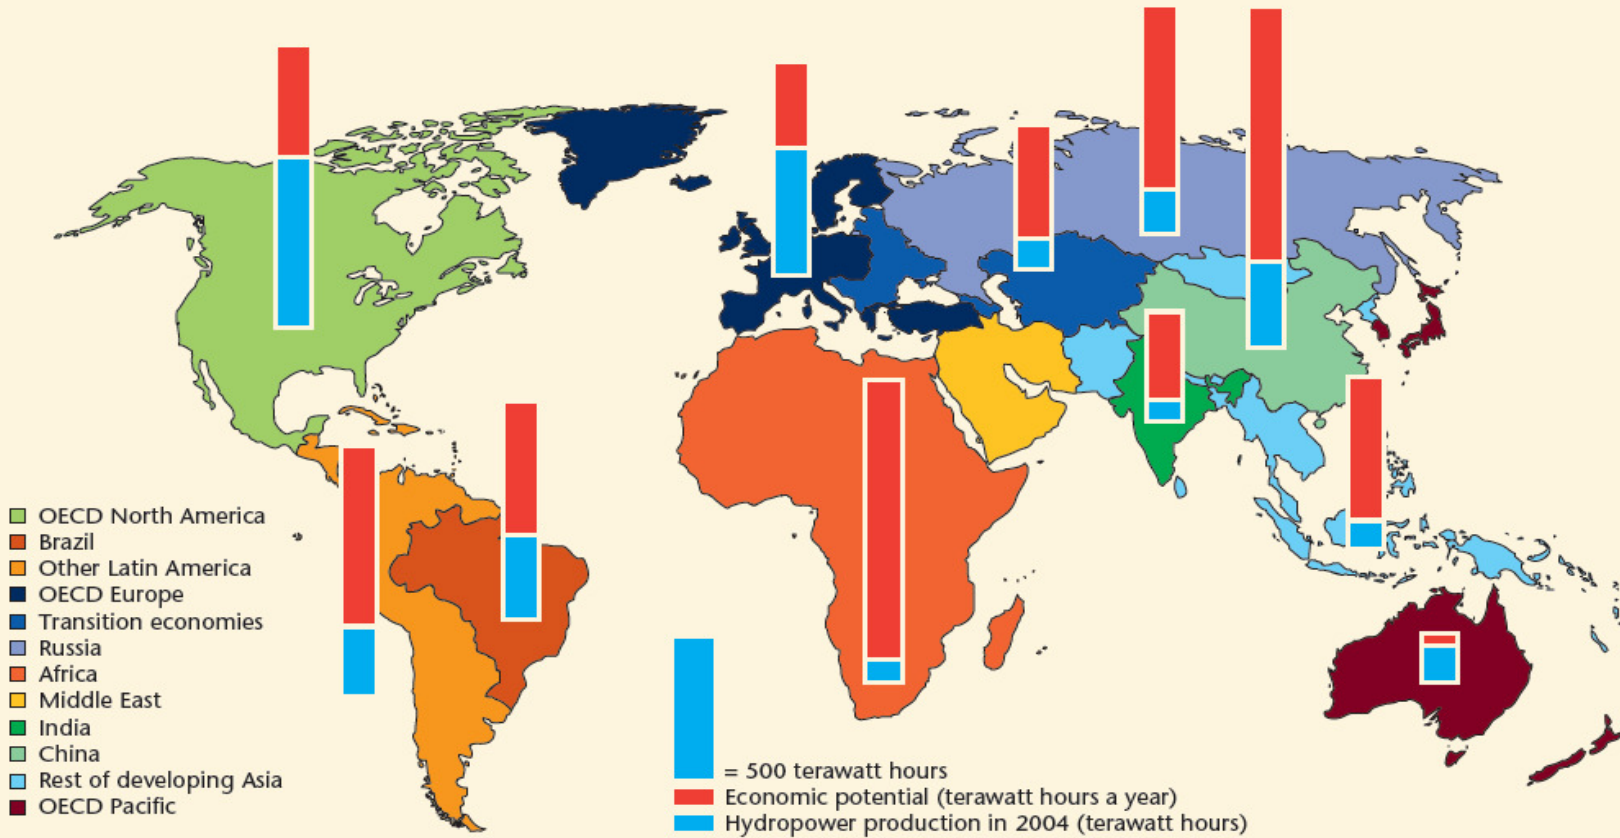 OECD North America
Brazil
Other Latin America
OECD Europe
Transition economies
Russia
Africa
Middle East
India
China
Rest of developing Asia
OECD Pacific
= 500 terawatt hours
Economic potential (terawatt hours a year)
Hydropower production in 2004 (terawatt hours)